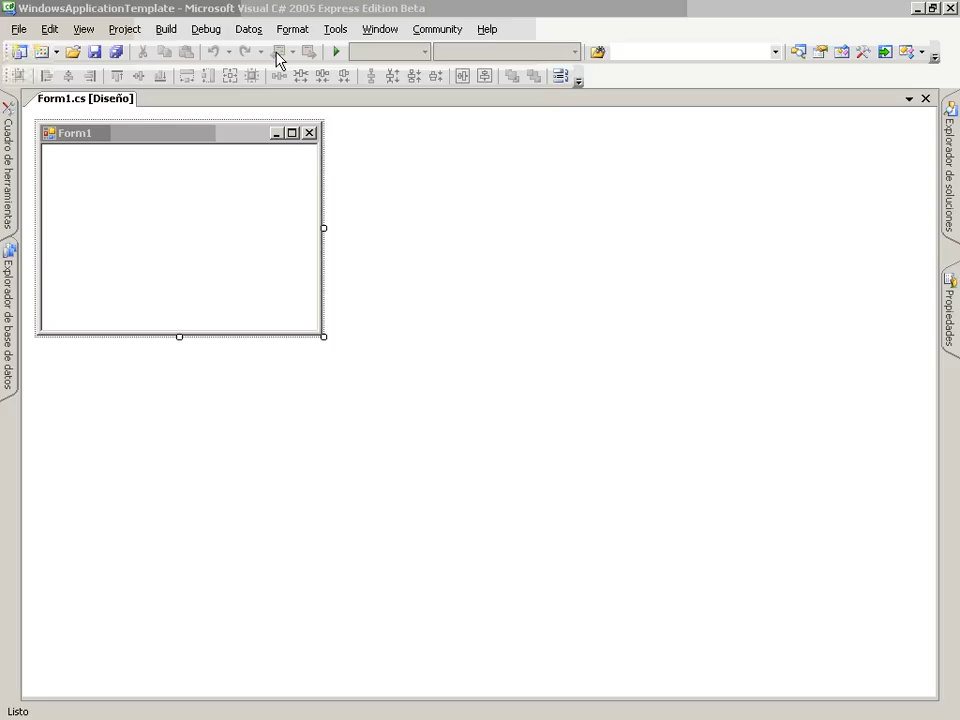 WindowsApplicationTemplate - Microsoft Visual C# 2005 Express Edition Beta
File Edit View Project Build Debug Datos Format Tools Window Community Help
Form1.cs [Diseño]
Form1
Cuadro de herramientas
Explorador de base de datos
Explorador de soluciones
Propiedades
Listo